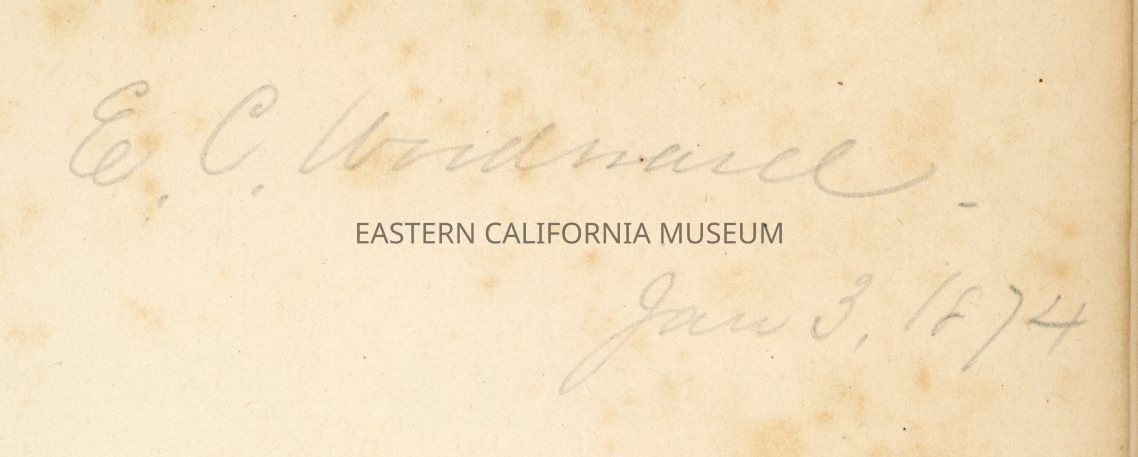 E. C. Woodward.
EASTERN CALIFORNIA MUSEUM
Jan 3, 1874